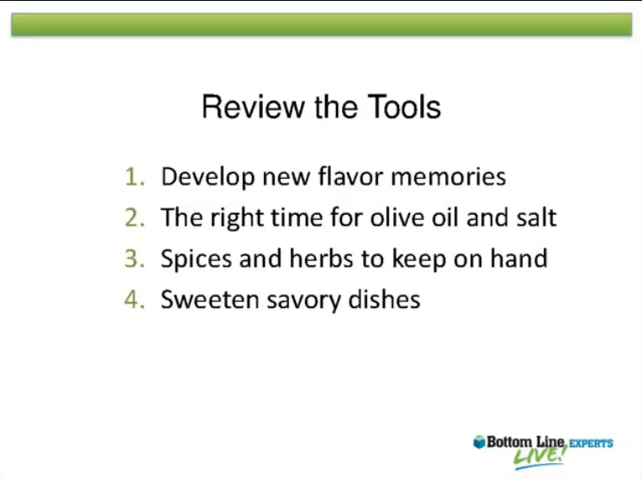 Review the Tools
1. Develop new flavor memories
2. The right time for olive oil and salt
3. Spices and herbs to keep on hand
4. Sweeten savory dishes
Bottom Line EXPERTS
LIVE!